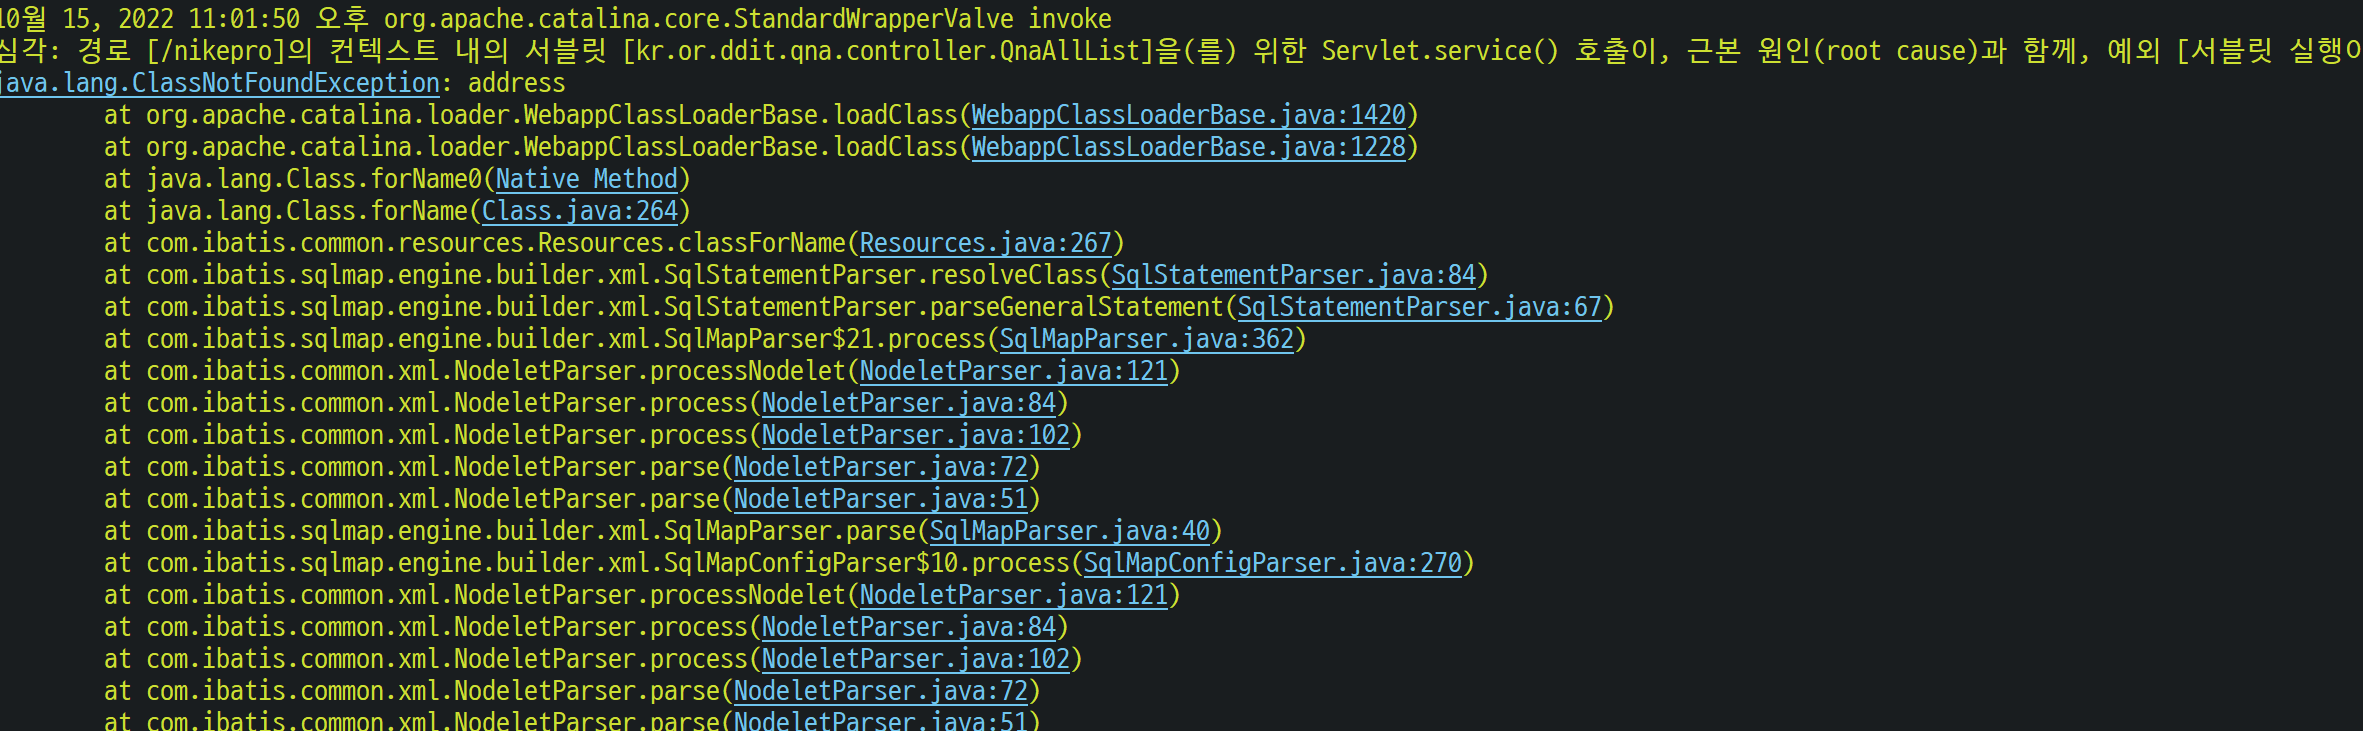 10월 15, 2022 11:01:50 오후 org.apache.catalina.core.StandardWrapperValve invoke
심각: 경로 [/nikepro]의 컨텍스트 내의 서블릿 [kr.or.ddit.qna.controller.QnaAllList]을(를) 위한 Servlet.service() 호출이, 근본 원인(root cause)과 함께, 예외 [서블릿 실행이
java.lang.ClassNotFoundException: address
at org.apache.catalina.loader.WebappClassLoaderBase.loadClass(WebappClassLoaderBase.java:1420)
at org.apache.catalina.loader.WebappClassLoaderBase.loadClass(WebappClassLoaderBase.java:1228)
at java.lang.Class.forName0(Native Method)
at java.lang.Class.forName(Class.java:264)
at com.ibatis.common.resources.Resources.classForName(Resources.java:267)
at com.ibatis.sqlmap.engine.builder.xml.SqlStatementParser.resolveClass(SqlStatementParser.java:84)
at com.ibatis.sqlmap.engine.builder.xml.SqlStatementParser.parseGeneralStatement(SqlStatementParser.java:67)
at com.ibatis.sqlmap.engine.builder.xml.SqlMapParser$21.process(SqlMapParser.java:362)
at com.ibatis.common.xml.NodeletParser.processNodelet(NodeletParser.java:121)
at com.ibatis.common.xml.NodeletParser.process(NodeletParser.java:84)
at com.ibatis.common.xml.NodeletParser.process(NodeletParser.java:102)
at com.ibatis.common.xml.NodeletParser.parse(NodeletParser.java:72)
at com.ibatis.common.xml.NodeletParser.parse(NodeletParser.java:51)
at com.ibatis.sqlmap.engine.builder.xml.SqlMapParser.parse(SqlMapParser.java:40)
at com.ibatis.sqlmap.engine.builder.xml.SqlMapConfigParser$10.process(SqlMapConfigParser.java:270)
at com.ibatis.common.xml.NodeletParser.processNodelet(NodeletParser.java:121)
at com.ibatis.common.xml.NodeletParser.process(NodeletParser.java:84)
at com.ibatis.common.xml.NodeletParser.process(NodeletParser.java:102)
at com.ibatis.common.xml.NodeletParser.parse(NodeletParser.java:72)
at com.ibatis.common.xml.NodeletParser.parse(NodeletParser.java:51)